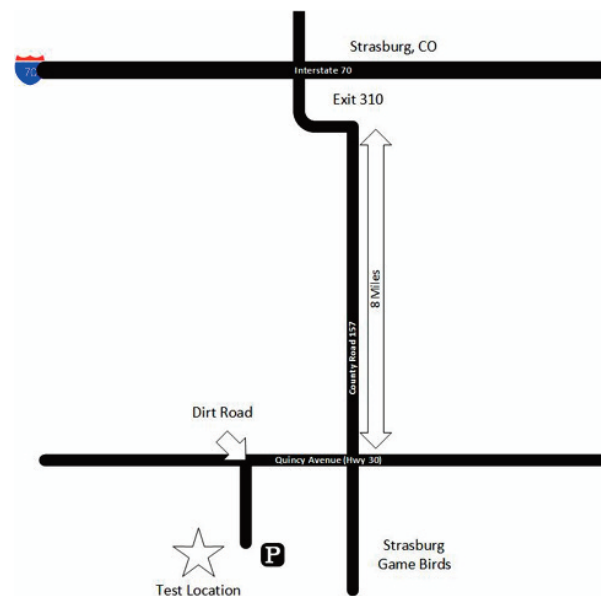 Strasburg, CO
70
Interstate 70
Exit 310
8 Miles
County Road 157
Dirt Road
Quincy Avenue (Hwy 30)
P
Strasburg
Game Birds
Test Location